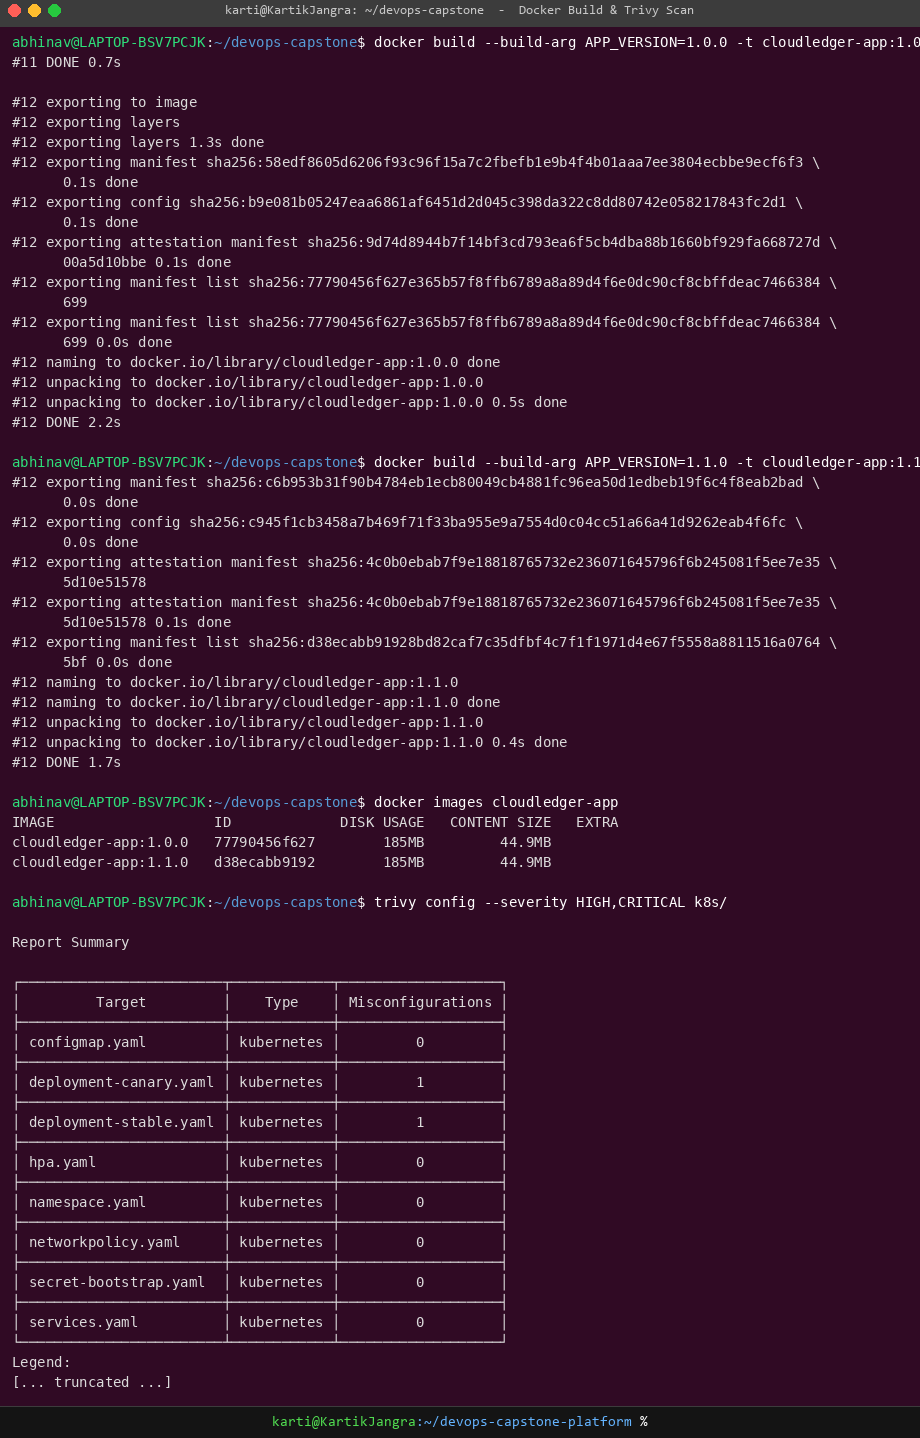 karti@KartikJangra: ~/devops-capstone  -  Docker Build & Trivy Scan
abhinav@LAPTOP-BSV7PCJK:~/devops-capstone$ docker build --build-arg APP_VERSION=1.0.0 -t cloudledger-app:1.0
#11 DONE 0.7s
#12 exporting to image
#12 exporting layers
#12 exporting layers 1.3s done
#12 exporting manifest sha256:58edf8605d6206f93c96f15a7c2fbefb1e9b4f4b01aaa7ee3804ecbbe9ecf6f3 \
0.1s done
#12 exporting config sha256:b9e081b05247eaa6861af6451d2d045c398da322c8dd80742e058217843fc2d1 \
0.1s done
#12 exporting attestation manifest sha256:9d74d8944b7f14bf3cd793ea6f5cb4dba88b1660bf929fa668727d \
00a5d10bbe 0.1s done
#12 exporting manifest list sha256:77790456f627e365b57f8ffb6789a8a89d4f6e0dc90cf8cbffdeac7466384 \
699
#12 exporting manifest list sha256:77790456f627e365b57f8ffb6789a8a89d4f6e0dc90cf8cbffdeac7466384 \
699 0.0s done
#12 naming to docker.io/library/cloudledger-app:1.0.0 done
#12 unpacking to docker.io/library/cloudledger-app:1.0.0
#12 unpacking to docker.io/library/cloudledger-app:1.0.0 0.5s done
#12 DONE 2.2s
abhinav@LAPTOP-BSV7PCJK:~/devops-capstone$ docker build --build-arg APP_VERSION=1.1.0 -t cloudledger-app:1.1
#12 exporting manifest sha256:c6b953b31f90b4784eb1ecb80049cb4881fc96ea50d1edbeb19f6c4f8eab2bad \
0.0s done
#12 exporting config sha256:c945f1cb3458a7b469f71f33ba955e9a7554d0c04cc51a66a41d9262eab4f6fc \
0.0s done
#12 exporting attestation manifest sha256:4c0b0ebab7f9e18818765732e236071645796f6b245081f5ee7e35 \
5d10e51578
#12 exporting attestation manifest sha256:4c0b0ebab7f9e18818765732e236071645796f6b245081f5ee7e35 \
5d10e51578 0.1s done
#12 exporting manifest list sha256:d38ecabb91928bd82caf7c35dfbf4c7f1f1971d4e67f5558a8811516a0764 \
5bf 0.0s done
#12 naming to docker.io/library/cloudledger-app:1.1.0
#12 naming to docker.io/library/cloudledger-app:1.1.0 done
#12 unpacking to docker.io/library/cloudledger-app:1.1.0
#12 unpacking to docker.io/library/cloudledger-app:1.1.0 0.4s done
#12 DONE 1.7s
abhinav@LAPTOP-BSV7PCJK:~/devops-capstone$ docker images cloudledger-app
IMAGE ID DISK USAGE CONTENT SIZE EXTRA
cloudledger-app:1.0.0 77790456f627 185MB 44.9MB
cloudledger-app:1.1.0 d38ecabb9192 185MB 44.9MB
abhinav@LAPTOP-BSV7PCJK:~/devops-capstone$ trivy config --severity HIGH,CRITICAL k8s/
Report Summary
Target Type Misconfigurations
configmap.yaml kubernetes 0
deployment-canary.yaml kubernetes 1
deployment-stable.yaml kubernetes 1
hpa.yaml kubernetes 0
namespace.yaml kubernetes 0
networkpolicy.yaml kubernetes 0
secret-bootstrap.yaml kubernetes 0
services.yaml kubernetes 0
Legend:
[... truncated ...]
karti@KartikJangra:~/devops-capstone-platform %